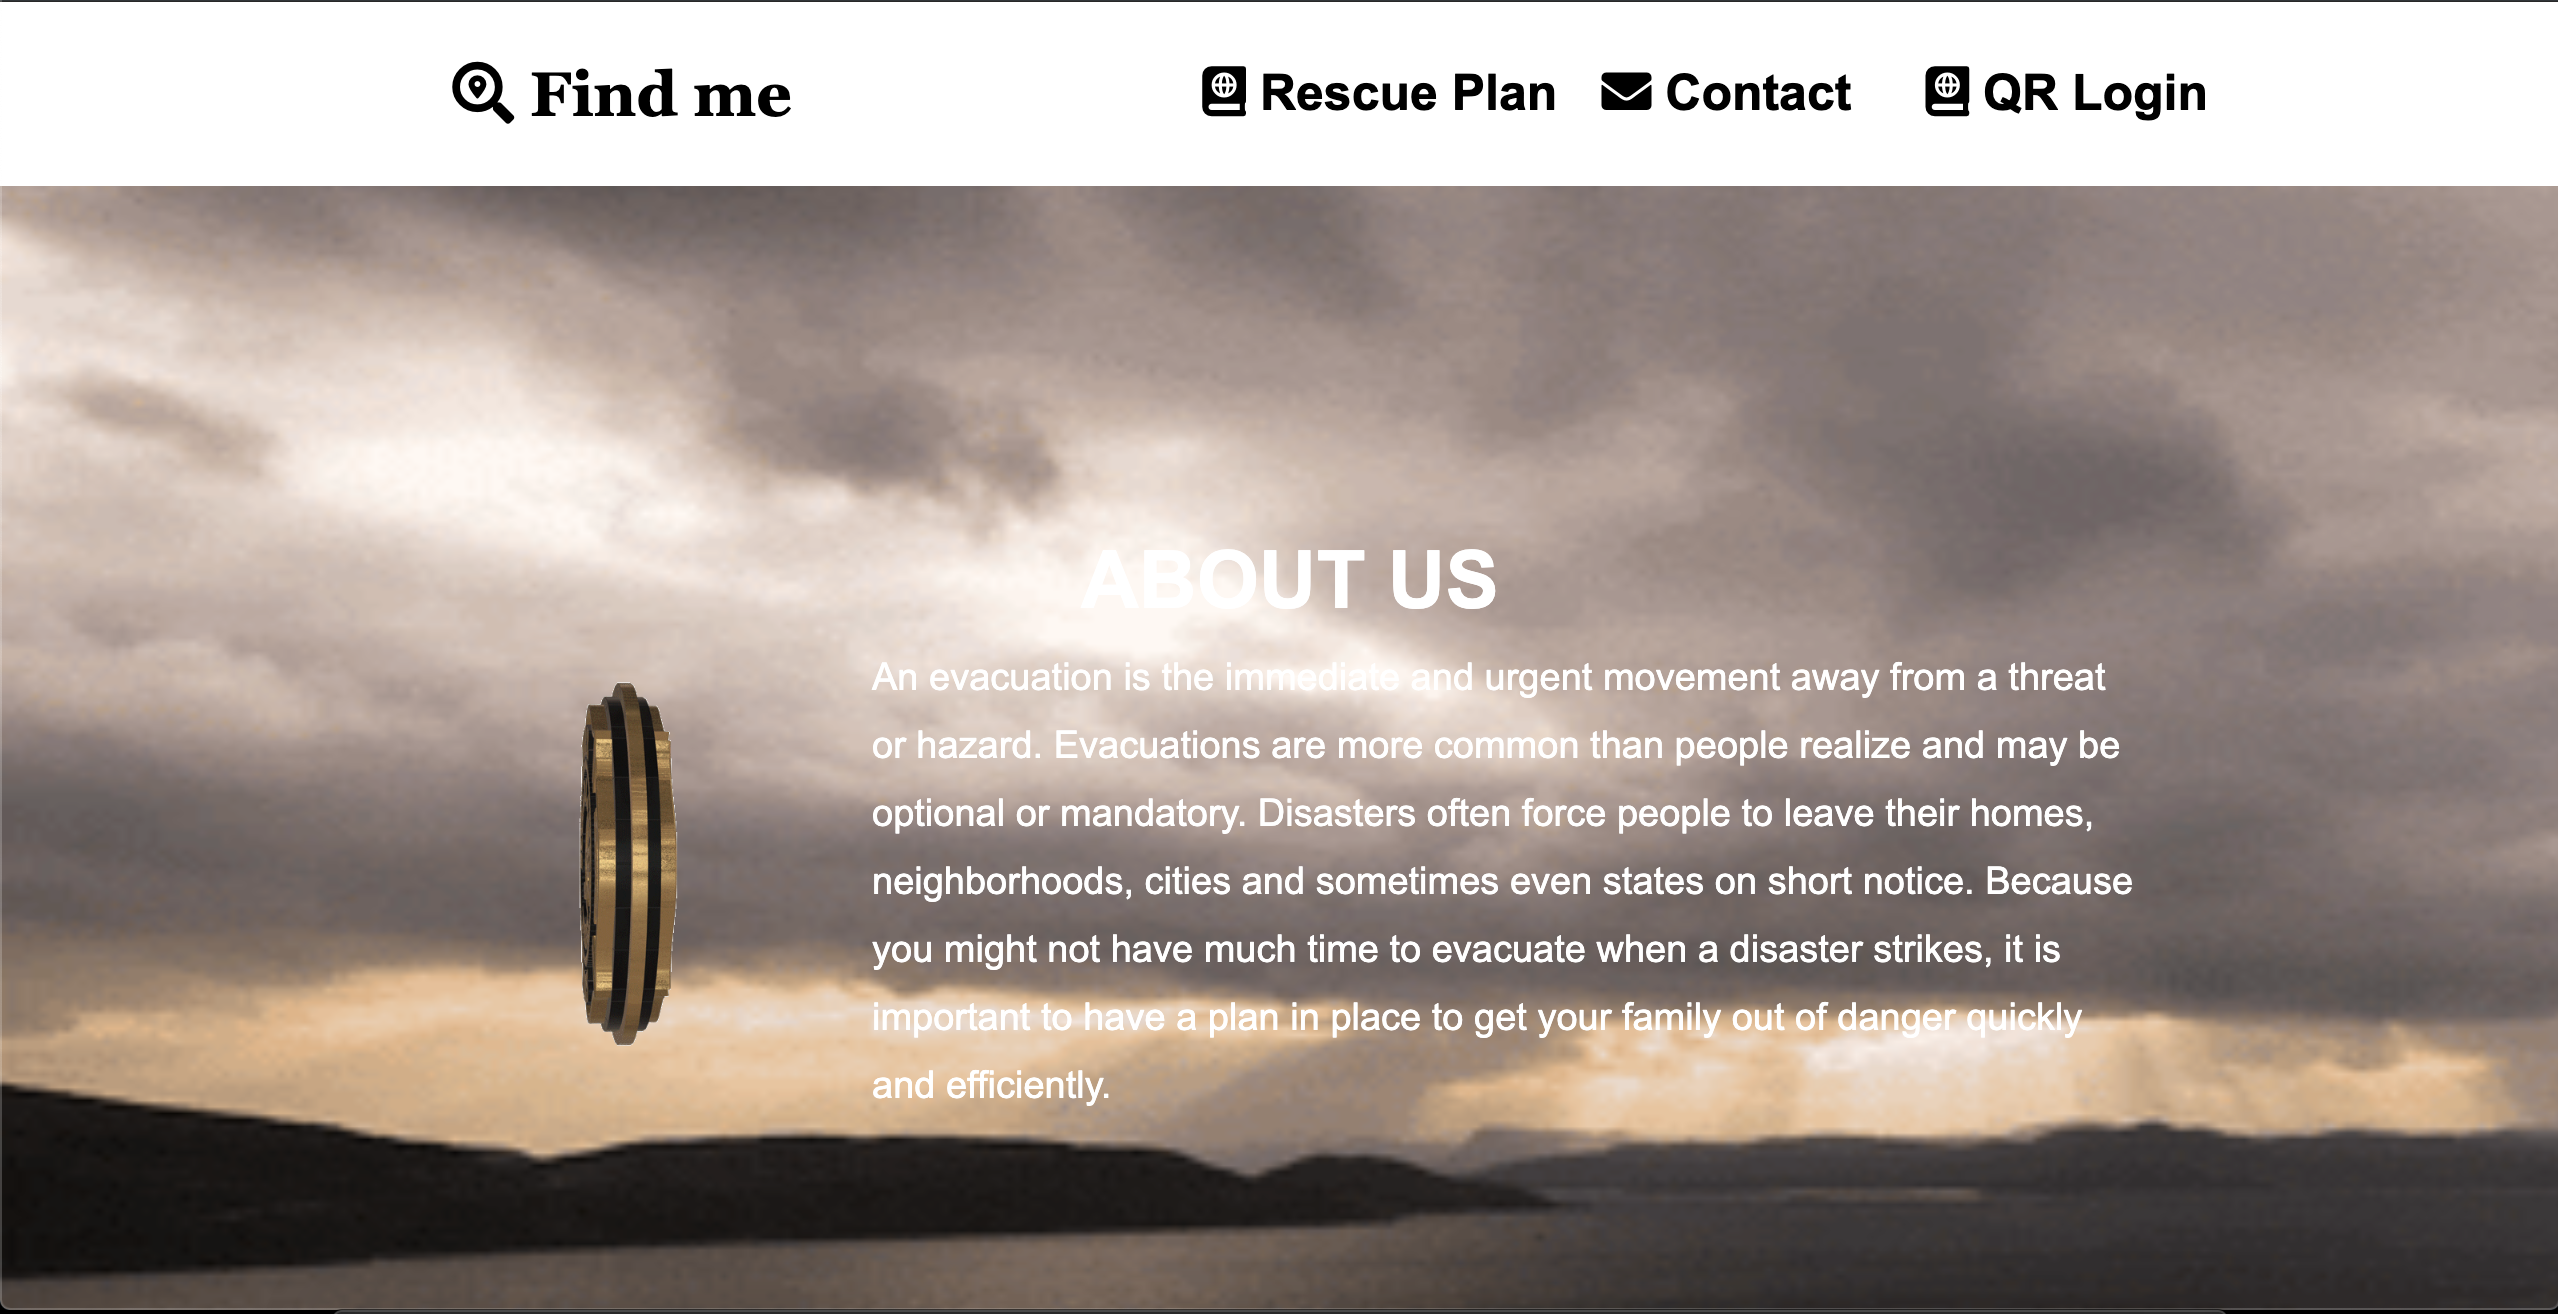 Find me
Rescue Plan
Contact
QR Login
ABOUT US
An evacuation is the immediate and urgent movement away from a threat
or hazard. Evacuations are more common than people realize and may be
optional or mandatory. Disasters often force people to leave their homes,
neighborhoods, cities and sometimes even states on short notice. Because
you might not have much time to evacuate when a disaster strikes, it is
important to have a plan in place to get your family out of danger quickly
and efficiently.